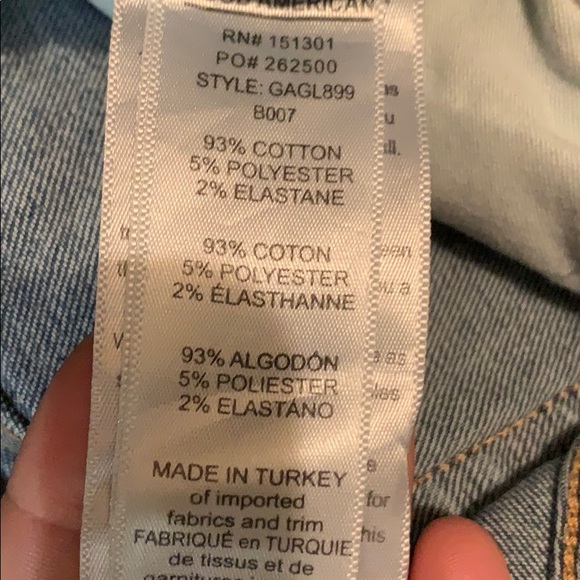 RN# 151301
PO# 262500
STYLE: GAGL899
B007
93% COTTON
5% POLYESTER
2% ELASTANE
93% COTON
5% POLYESTER
2% ÉLASTHANNE
93% ALGODÓN
5% POLIESTER
2% ELASTANO
MADE IN TURKEY
of imported
fabrics and trim
FABRIQUÉ en TURQUIE
de tissus et de
for
his